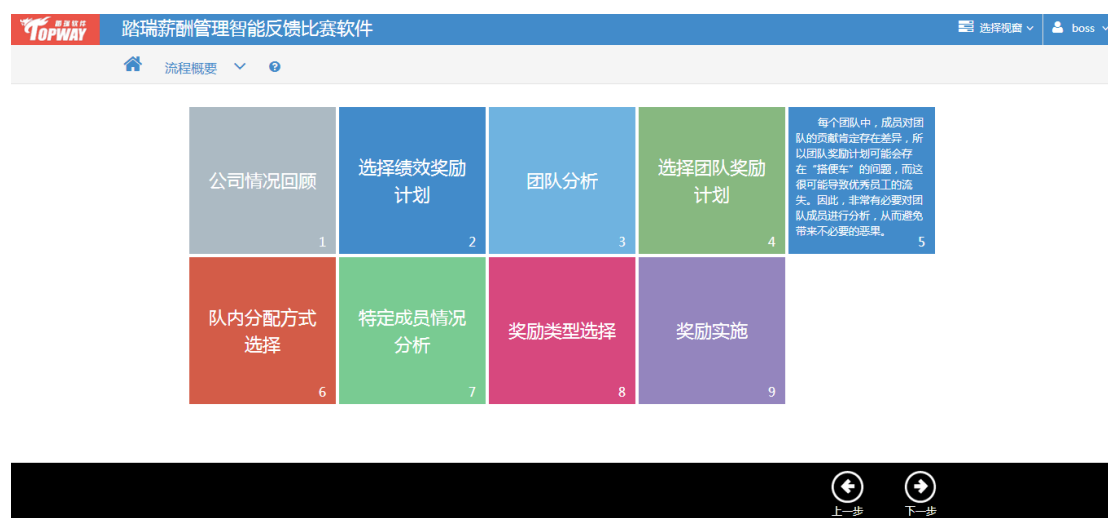 TOPWAY
踏瑞薪酬管理智能反馈比赛软件
选择视窗
boss
流程概要
公司情况回顾
1
选择绩效奖励
计划
2
团队分析
3
选择团队奖励
计划
4
每个团队中，成员对团
队的贡献肯定存在差异，所
以团队奖励计划可能会存
在“搭便车”的问题，而这
很可能导致优秀员工的流
失。因此，非常有必要对团
队成员进行分析，从而避免
带来不必要的恶果。
5
队内分配方式
选择
6
特定成员情况
分析
7
奖励类型选择
8
奖励实施
9
上一步
下一步